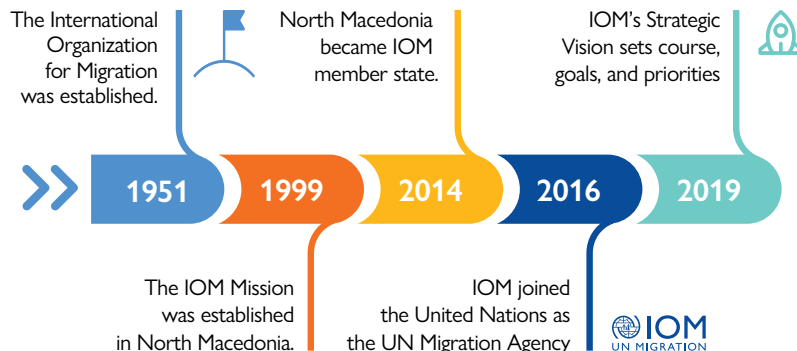 The International
Organization
for Migration
was established.
North Macedonia
became IOM
member state.
IOM's Strategic
Vision sets course,
goals, and priorities
1951
1999
2014
2016
2019
The IOM Mission
was established
in North Macedonia.
IOM joined
the United Nations as
the UN Migration Agency
IOM
UN MIGRATION